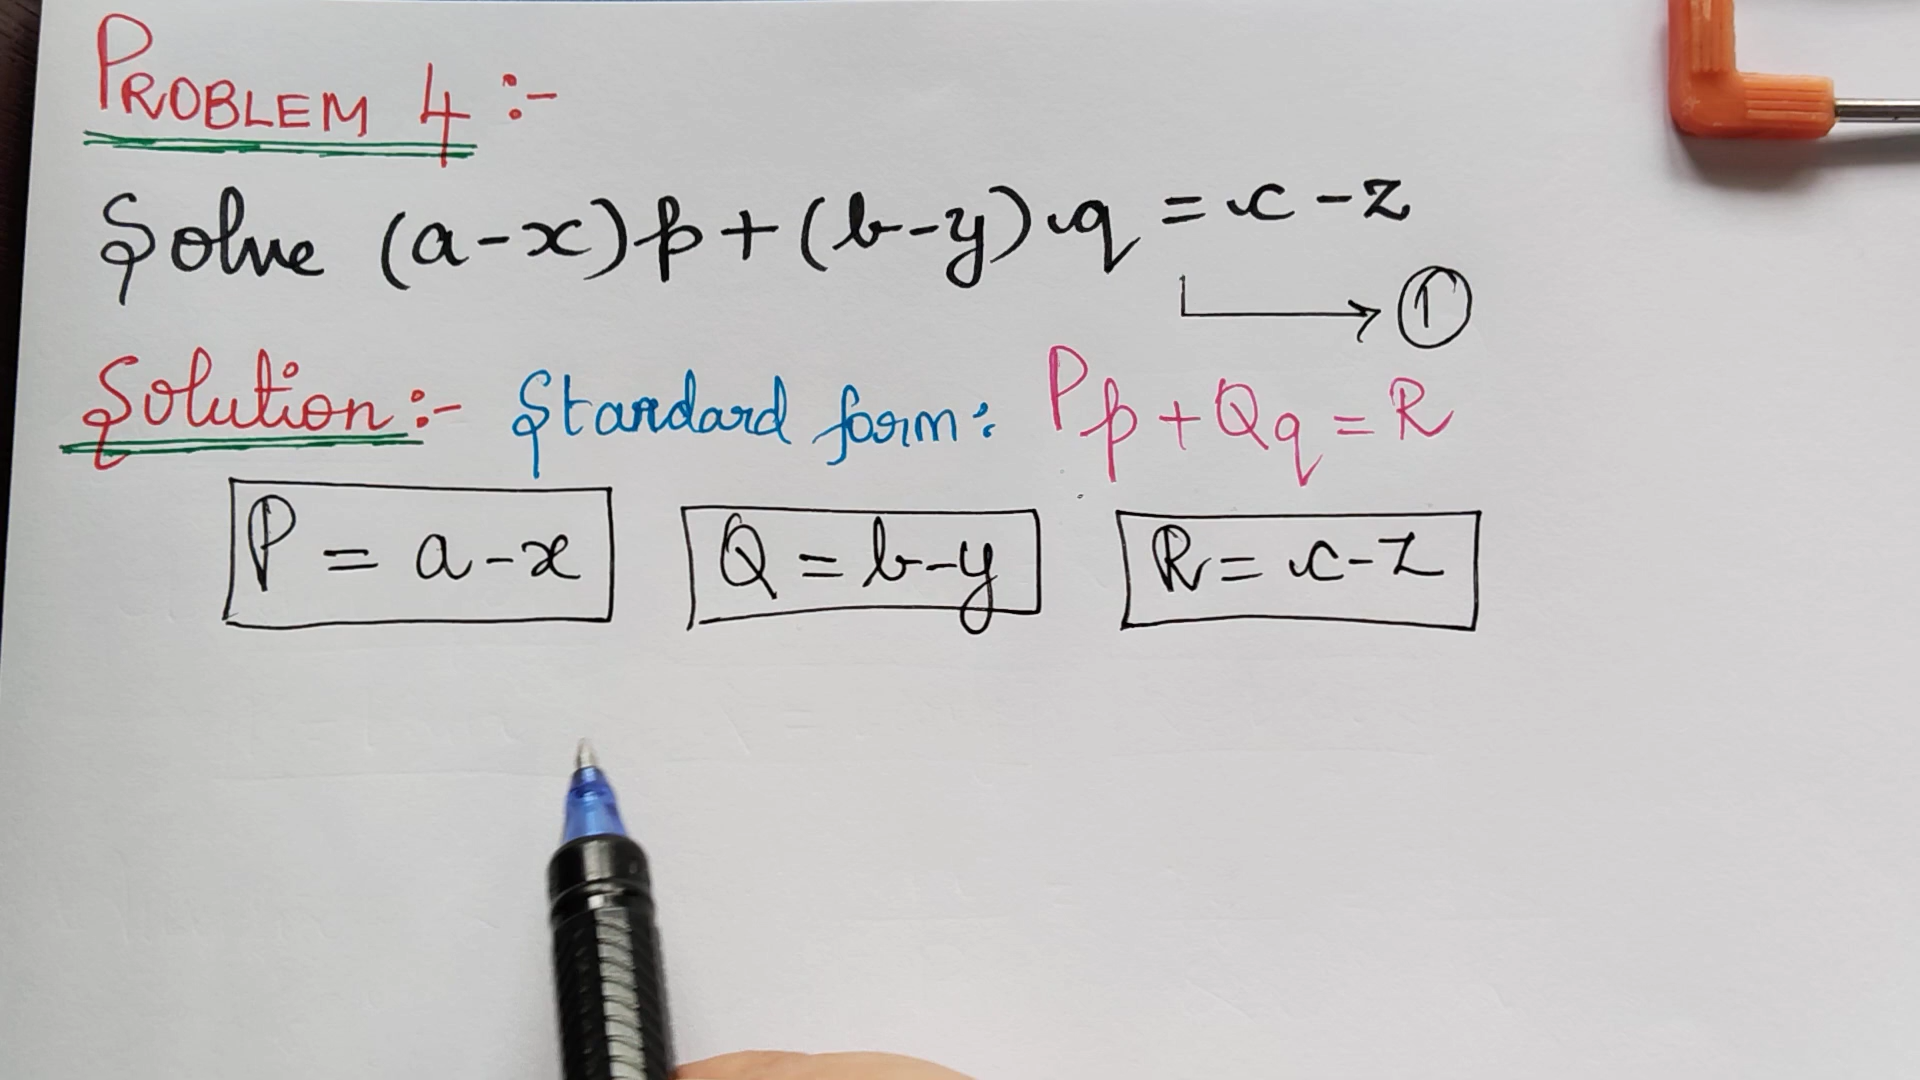 PROBLEM 4 :-
Solve (a-x)p+(b-y)q = c-z
1
Solution:- Standard form: Pp+Qq=R
P = a-x Q = b-y R = c-z